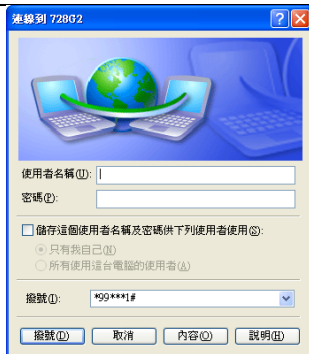 連線到 728G2
使用者名稱(U):
密碼(P):
儲存這個使用者名稱及密碼供下列使用者使用(S):
只有我自己(N)
所有使用這台電腦的使用者(A)
撥號(I): *99***1#
撥號(D) 取消 內容(O) 說明(H)